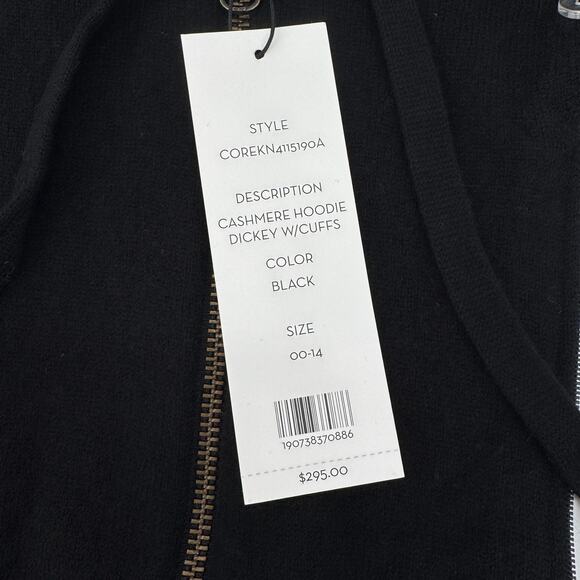 STYLE
COREKN4115190A
DESCRIPTION
CASHMERE HOODIE
DICKEY W/CUFFS
COLOR
BLACK
SIZE
00-14
190738370886
$295.00